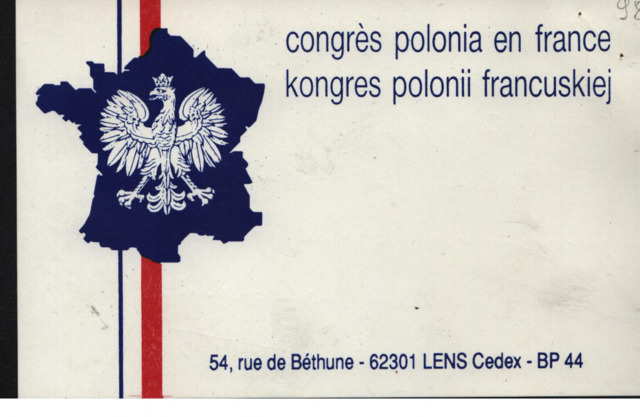 congrès polonia en france
kongres polonii francuskiej
54, rue de Béthune - 62301 LENS Cedex - BP 44